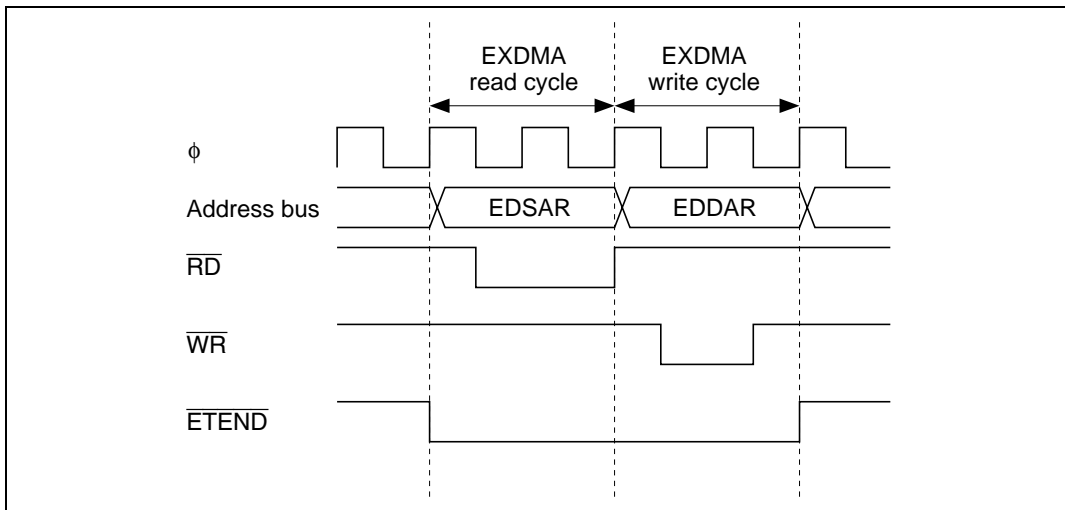 EXDMA
read cycle
EXDMA
write cycle
ϕ
Address bus
EDSAR
EDDAR
RD
WR
ETEND